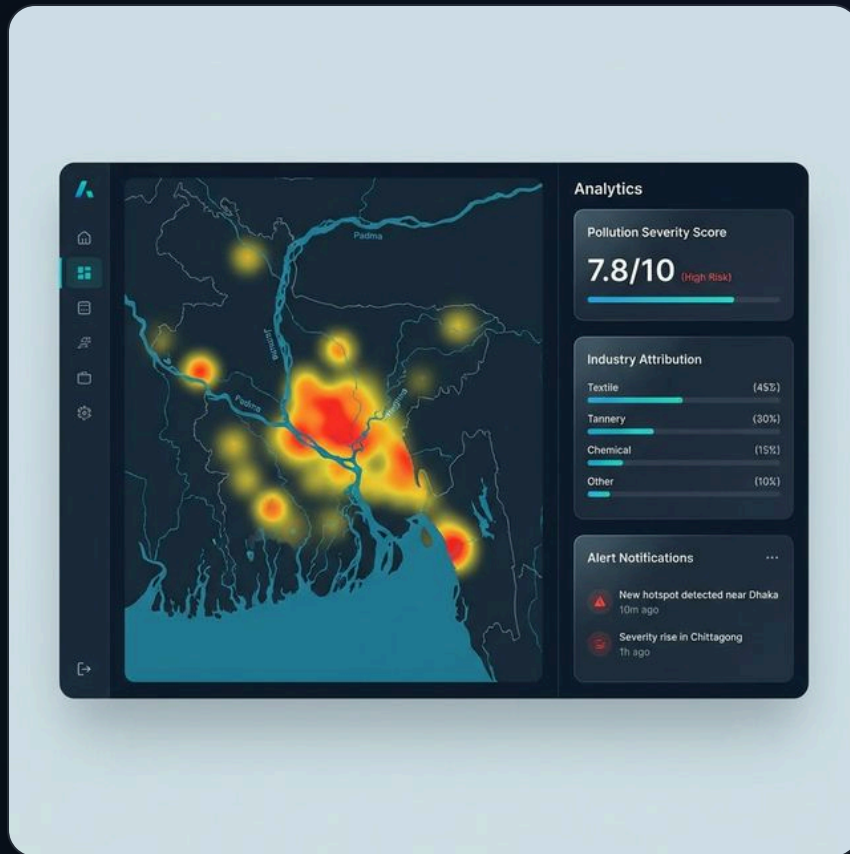 Padma
Jamuna
Padma
Meghna
Analytics
Pollution Severity Score
7.8/10 (High Risk)
Industry Attribution
Textile (45%)
Tannery (30%)
Chemical (15%)
Other (10%)
Alert Notifications
New hotspot detected near Dhaka
10m ago
Severity rise in Chittagong
1h ago